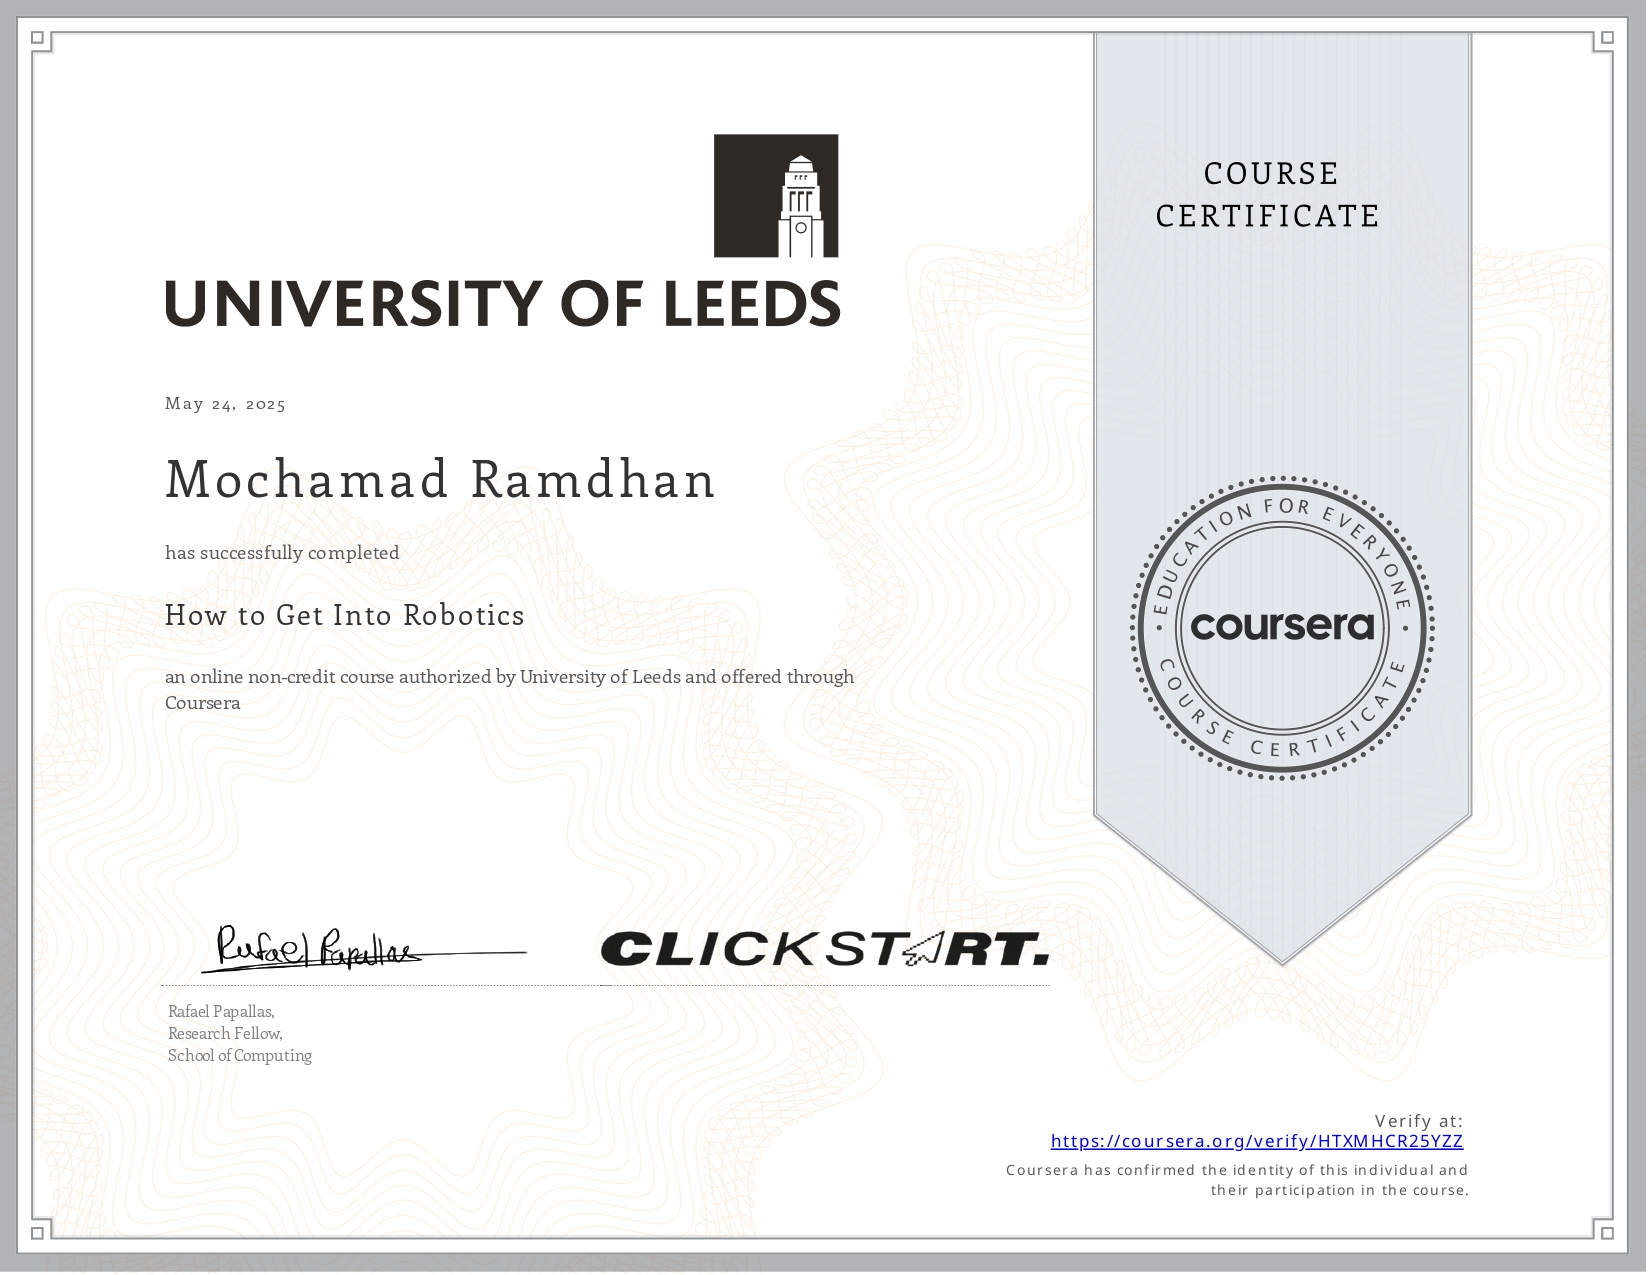 UNIVERSITY OF LEEDS
May 24, 2025
Mochamad Ramdhan
has successfully completed
How to Get Into Robotics
an online non-credit course authorized by University of Leeds and offered through
Coursera
Rafael Papallas
CLICKSTART.
Rafael Papallas,
Research Fellow,
School of Computing
COURSE
CERTIFICATE
EDUCATION FOR EVERYONE
coursera
COURSE CERTIFICATE
Verify at:
https://coursera.org/verify/HTXMHCR25YZZ
Coursera has confirmed the identity of this individual and
their participation in the course.